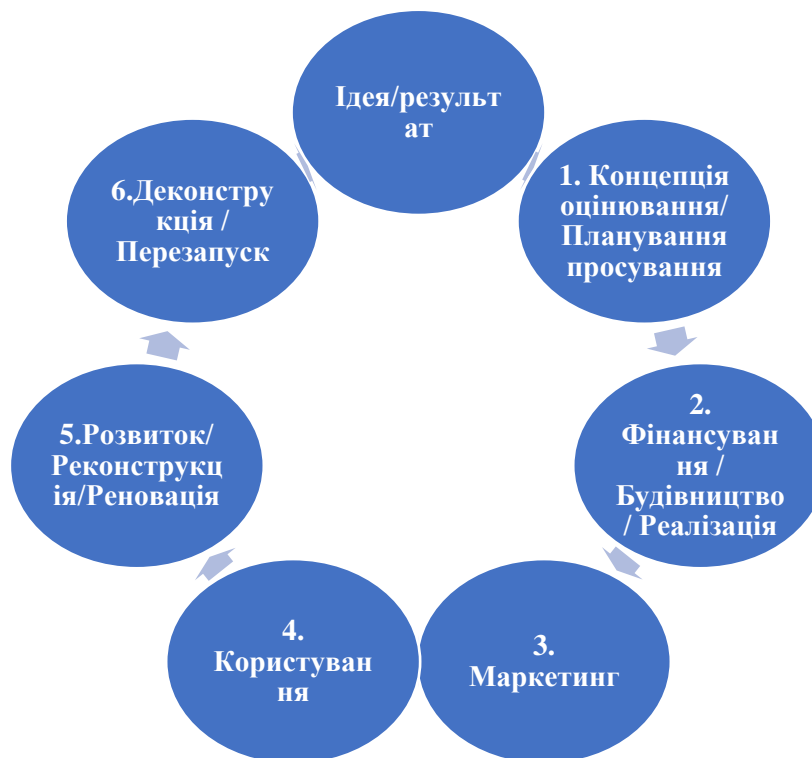 Ідея/результ
ат
1. Концепція
оцінювання/
Планування
просування
2.
Фінансуван
ня /
Будівництво
/ Реалізація
3.
Маркетинг
4.
Користуван
ня
5.Розвиток/
Реконструкц
ія/Реновація
6.Деконстру
кція /
Перезапуск